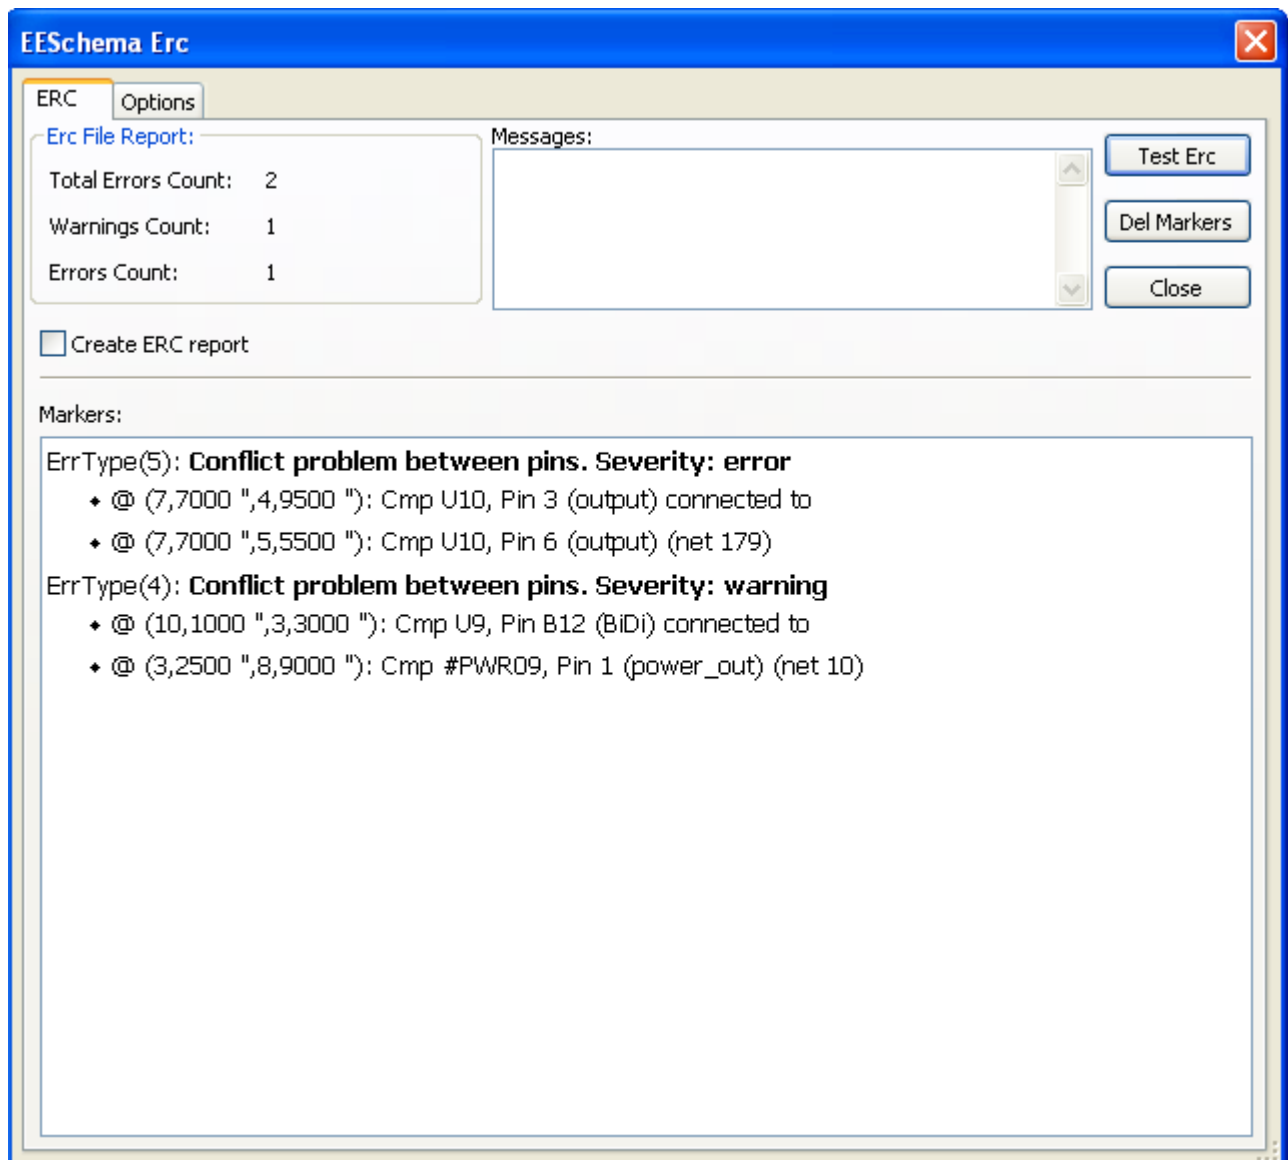 EESchema Erc
ERC Options
Erc File Report:
Total Errors Count: 2
Warnings Count: 1
Errors Count: 1
Messages:
Test Erc
Del Markers
Close
Create ERC report
Markers:
ErrType(5): Conflict problem between pins. Severity: error
◆ @ (7,7000 ",4,9500 "): Cmp U10, Pin 3 (output) connected to
◆ @ (7,7000 ",5,5500 "): Cmp U10, Pin 6 (output) (net 179)
ErrType(4): Conflict problem between pins. Severity: warning
◆ @ (10,1000 ",3,3000 "): Cmp U9, Pin B12 (BiDi) connected to
◆ @ (3,2500 ",8,9000 "): Cmp #PWR09, Pin 1 (power_out) (net 10)